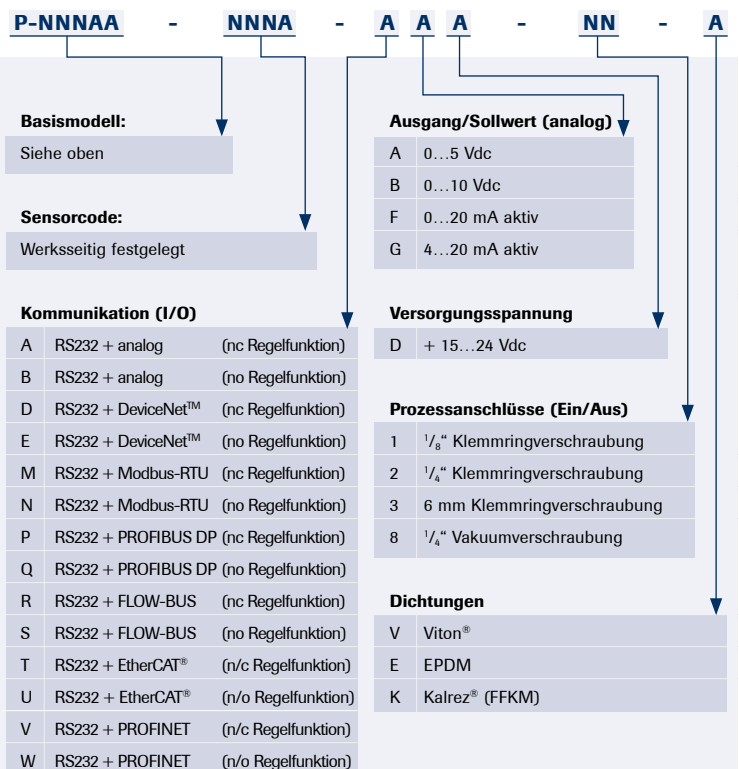 P-NNNAA - NNNA - A A A - NN - A
Basismodell:
Siehe oben
Sensorcode:
Werksseitig festgelegt
Kommunikation (I/O)
A RS232 + analog (nc Regelfunktion)
B RS232 + analog (no Regelfunktion)
D RS232 + DeviceNet™ (nc Regelfunktion)
E RS232 + DeviceNet™ (no Regelfunktion)
M RS232 + Modbus-RTU (nc Regelfunktion)
N RS232 + Modbus-RTU (no Regelfunktion)
P RS232 + PROFIBUS DP (nc Regelfunktion)
Q RS232 + PROFIBUS DP (no Regelfunktion)
R RS232 + FLOW-BUS (nc Regelfunktion)
S RS232 + FLOW-BUS (no Regelfunktion)
T RS232 + EtherCAT® (n/c Regelfunktion)
U RS232 + EtherCAT® (n/o Regelfunktion)
V RS232 + PROFINET (n/c Regelfunktion)
W RS232 + PROFINET (n/o Regelfunktion)
Ausgang/Sollwert (analog)
A 0…5 Vdc
B 0…10 Vdc
F 0…20 mA aktiv
G 4…20 mA aktiv
Versorgungsspannung
D + 15…24 Vdc
Prozessanschlüsse (Ein/Aus)
1 1/8“ Klemmringverschraubung
2 1/4“ Klemmringverschraubung
3 6 mm Klemmringverschraubung
8 1/4“ Vakuumverschraubung
Dichtungen
V Viton®
E EPDM
K Kalrez® (FFKM)